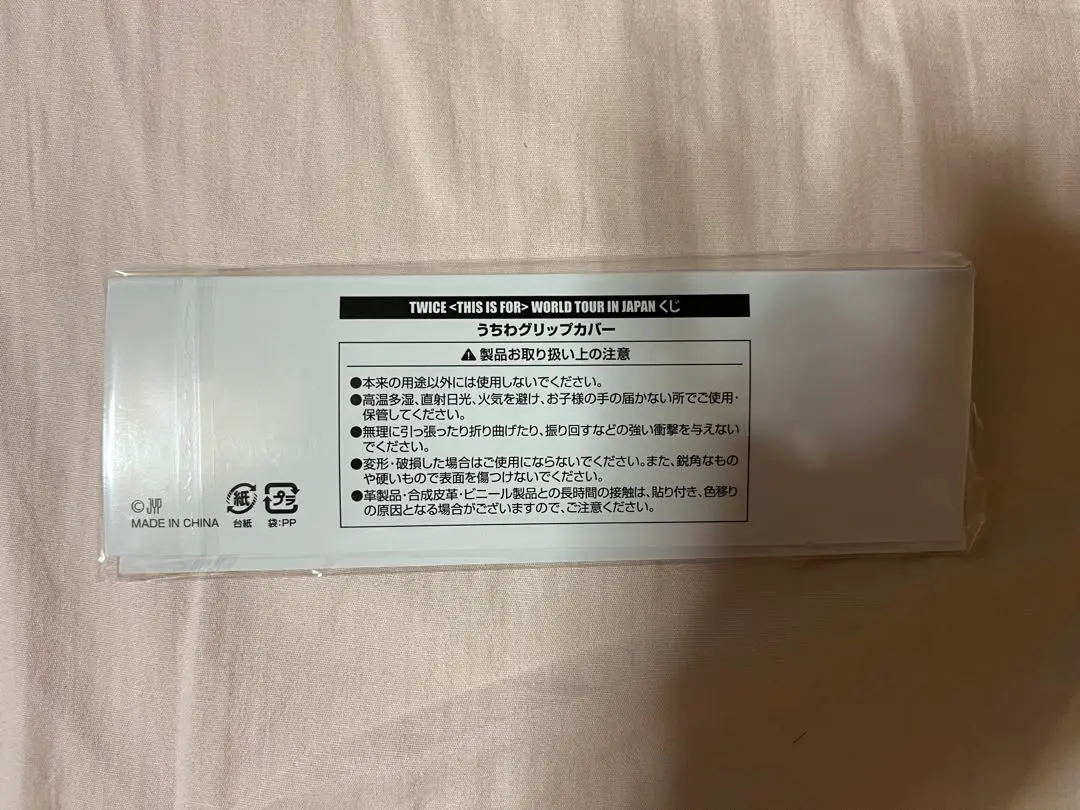 TWICE <THIS IS FOR> WORLD TOUR IN JAPAN くじ
うちわグリップカバー
製品お取り扱い上の注意
●本来の用途以外には使用しないでください。
●高温多湿、直射日光、火気を避け、お子様の手の届かない所でご使用・
保管してください。
●無理に引っ張ったり折り曲げたり、振り回すなどの強い衝撃を与えない
でください。
●変形・破損した場合はご使用にならないでください。また、鋭角なもの
や硬いもので表面を傷つけないでください。
●革製品・合成皮革・ビニール製品との長時間の接触は、貼り付き、色移り
の原因となる場合がございますので、ご注意ください。
© JYP
MADE IN CHINA
紙
台紙
プラ
袋:PP